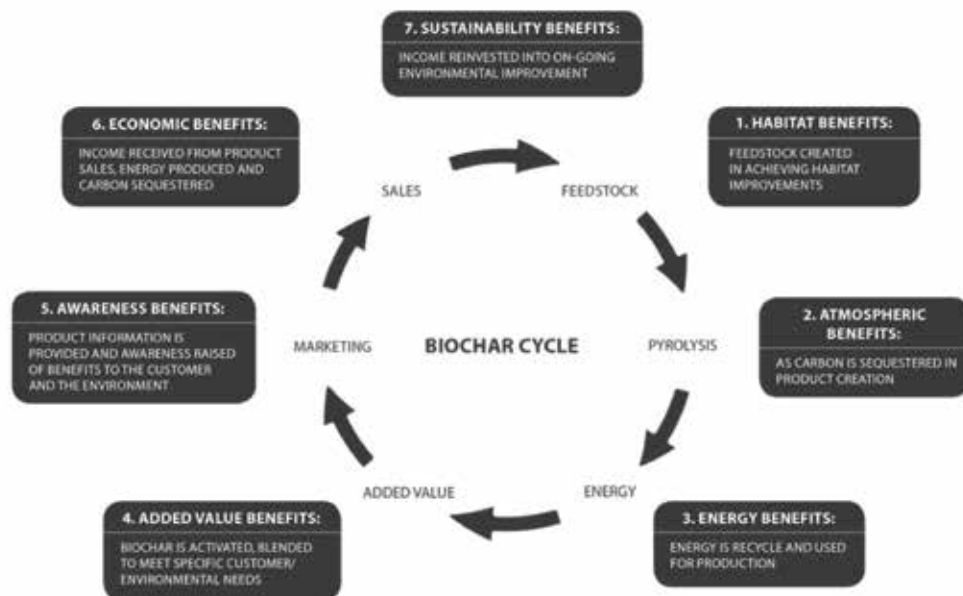 7. SUSTAINABILITY BENEFITS:
INCOME REINVESTED INTO ON-GOING
ENVIRONMENTAL IMPROVEMENT
1. HABITAT BENEFITS:
FEEDSTOCK CREATED
IN ACHIEVING HABITAT
IMPROVEMENTS
2. ATMOSPHERIC
BENEFITS:
AS CARBON IS SEQUESTERED IN
PRODUCT CREATION
3. ENERGY BENEFITS:
ENERGY IS RECYCLE AND USED
FOR PRODUCTION
4. ADDED VALUE BENEFITS:
BIOCHAR IS ACTIVATED, BLENDED
TO MEET SPECIFIC CUSTOMER/
ENVIRONMENTAL NEEDS
5. AWARENESS BENEFITS:
PRODUCT INFORMATION IS
PROVIDED AND AWARENESS RAISED
OF BENEFITS TO THE CUSTOMER
AND THE ENVIRONMENT
6. ECONOMIC BENEFITS:
INCOME RECEIVED FROM PRODUCT
SALES, ENERGY PRODUCED AND
CARBON SEQUESTERED
SALES
FEEDSTOCK
MARKETING
BIOCHAR CYCLE
PYROLYSIS
ADDED VALUE
ENERGY